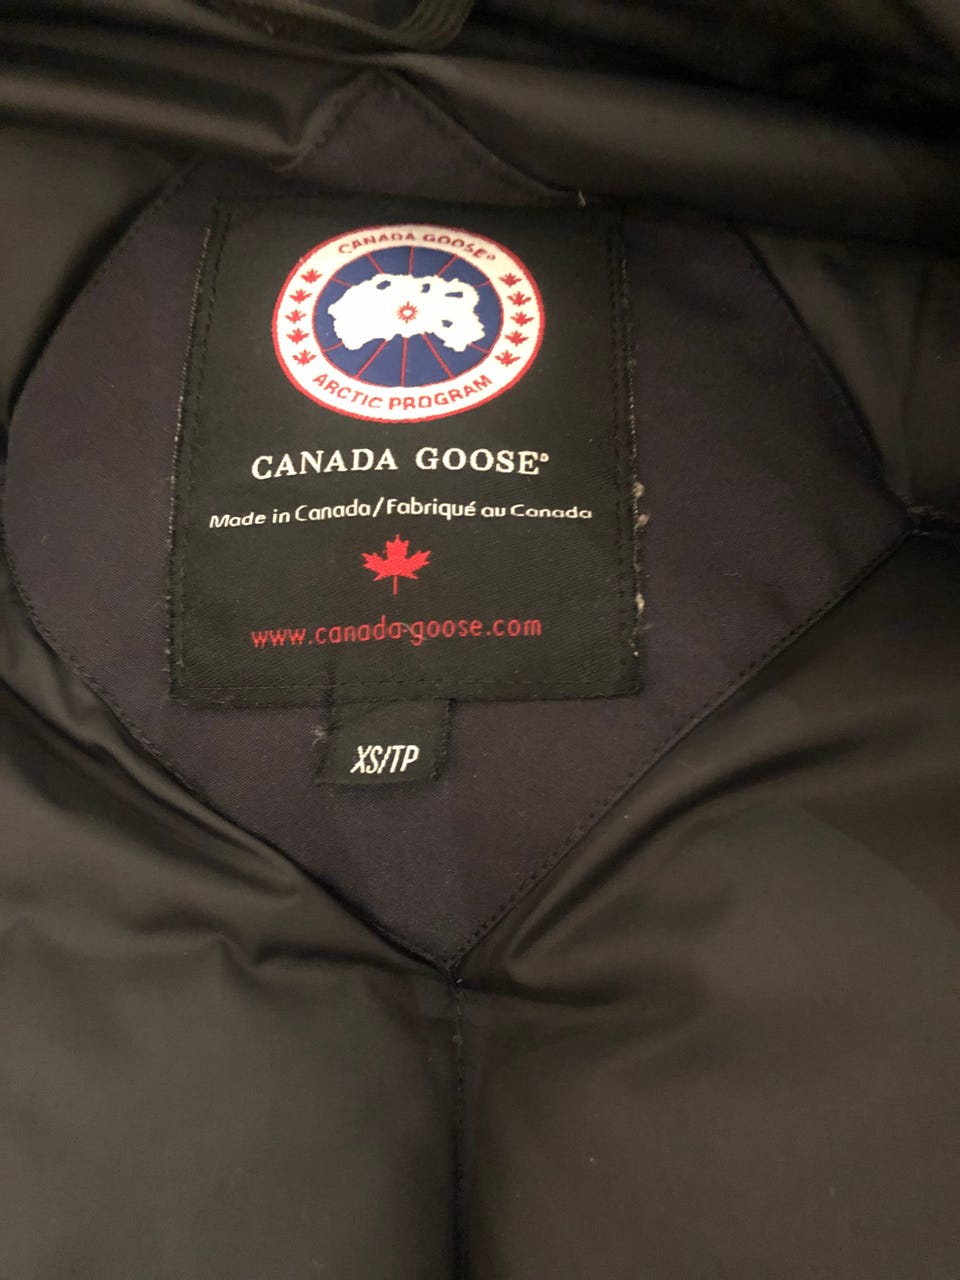 CANADA GOOSE®
ARCTIC PROGRAM
CANADA GOOSE®
Made in Canada/Fabriqué au Canada
www.canada-goose.com
XS/TP